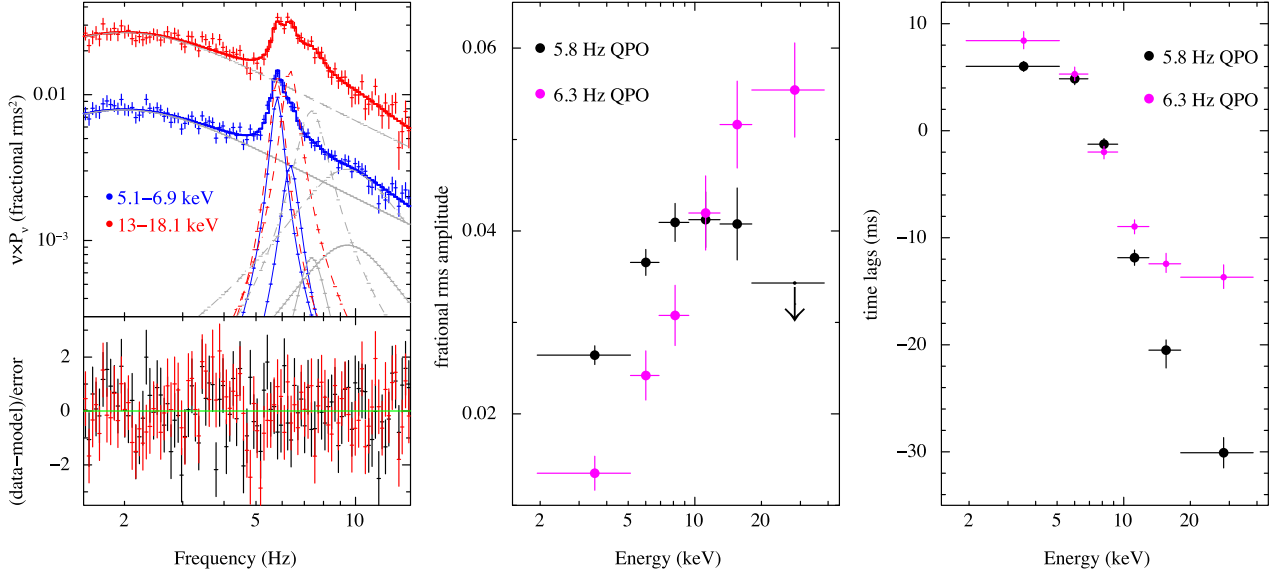 ν×Pν (fractional rms²)
0.01
10⁻³
5.1−6.9 keV
13−18.1 keV
(data−model)/error
2
0
−2
2
5
10
Frequency (Hz)
frational rms amplitude
0.06
0.04
0.02
5.8 Hz QPO
6.3 Hz QPO
2
5
10
20
Energy (keV)
time lags (ms)
10
0
−10
−20
−30
5.8 Hz QPO
6.3 Hz QPO
2
5
10
20
Energy (keV)